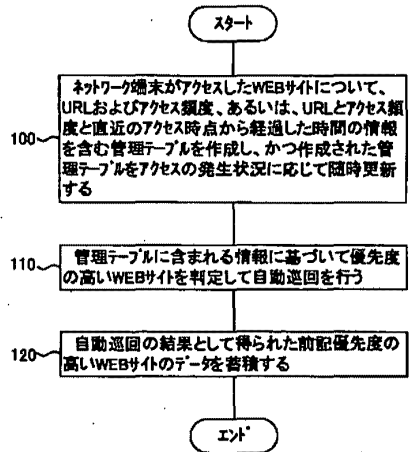 スタート
ネットワーク端末がアクセスしたWEBサイトについて、
URLおよびアクセス頻度、あるいは、URLとアクセス頻
度と直近のアクセス時点から経過した時間の情報
を含む管理テーブルを作成し、かつ作成された管
理テーブルをアクセスの発生状況に応じて随時更新
する
100
管理テーブルに含まれる情報に基づいて優先度
の高いWEBサイトを判定して自動巡回を行う
110
自動巡回の結果として得られた前記優先度の
高いWEBサイトのデータを蓄積する
120
エンド